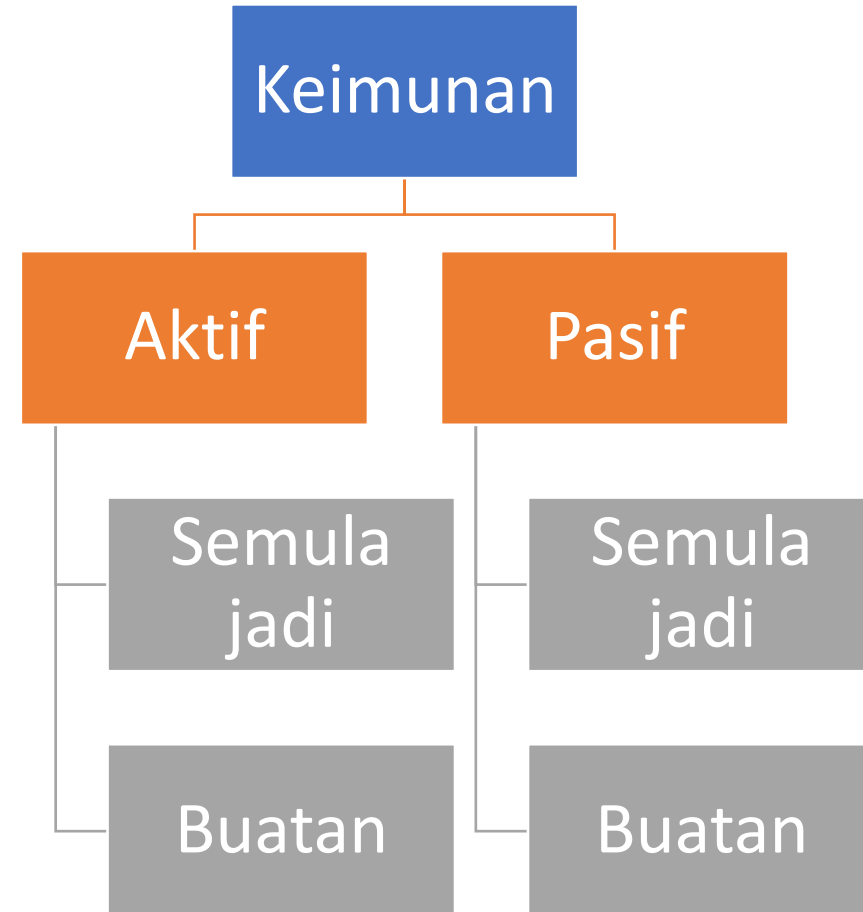 Keimunan
Aktif
Pasif
Semula
jadi
Semula
jadi
Buatan
Buatan